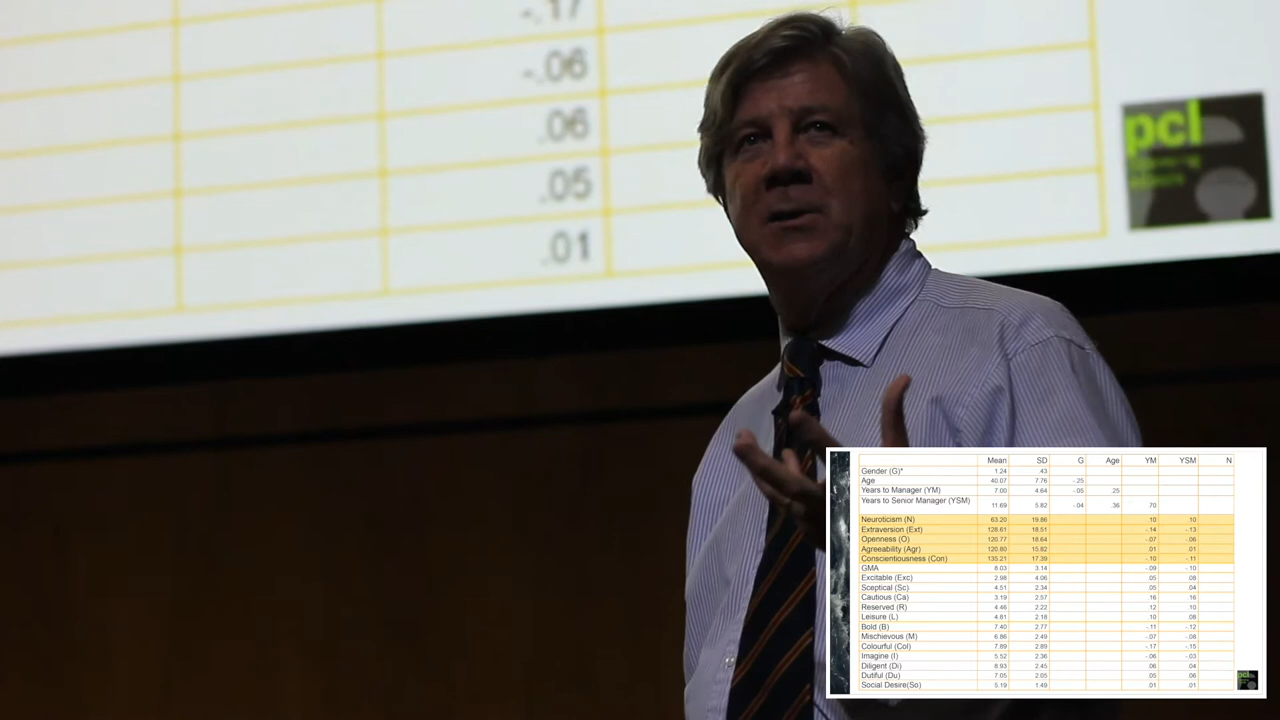 -.17
-.06
.06
.05
.01
pcl
Mean SD G Age YM YSM N
Gender (G)* 1.24 .43
Age 40.07 7.76 -.25
Years to Manager (YM) 7.00 4.64 -.05 .25
Years to Senior Manager (YSM) 11.69 5.82 -.04 .36 70
Neuroticism (N) 63.20 19.86 .10 .10
Extraversion (Ext) 128.61 18.51 -.14 -.13
Openness (O) 120.77 18.64 -.07 -.06
Agreeability (Agr) 120.80 15.82 .01 .01
Conscientiousness (Con) 135.21 17.39 -.10 -.11
GMA 8.03 3.14 -.09 -.10
Excitable (Exc) 2.98 4.06 .05 .08
Sceptical (Sc) 4.51 2.34 .05 .04
Cautious (Ca) 3.19 2.57 .16 .16
Reserved (R) 4.46 2.22 .12 .10
Leisure (L) 4.81 2.18 .10 .08
Bold (B) 7.40 2.77 -.11 -.12
Mischievous (M) 6.86 2.49 -.07 -.08
Colourful (Col) 7.89 2.89 -.17 -.15
Imagine (I) 5.52 2.36 -.06 -.03
Diligent (Di) 8.93 2.45 .06 .04
Dutiful (Du) 7.05 2.05 .05 .06
Social Desire(So) 5.19 1.49 .01 .01
pcl